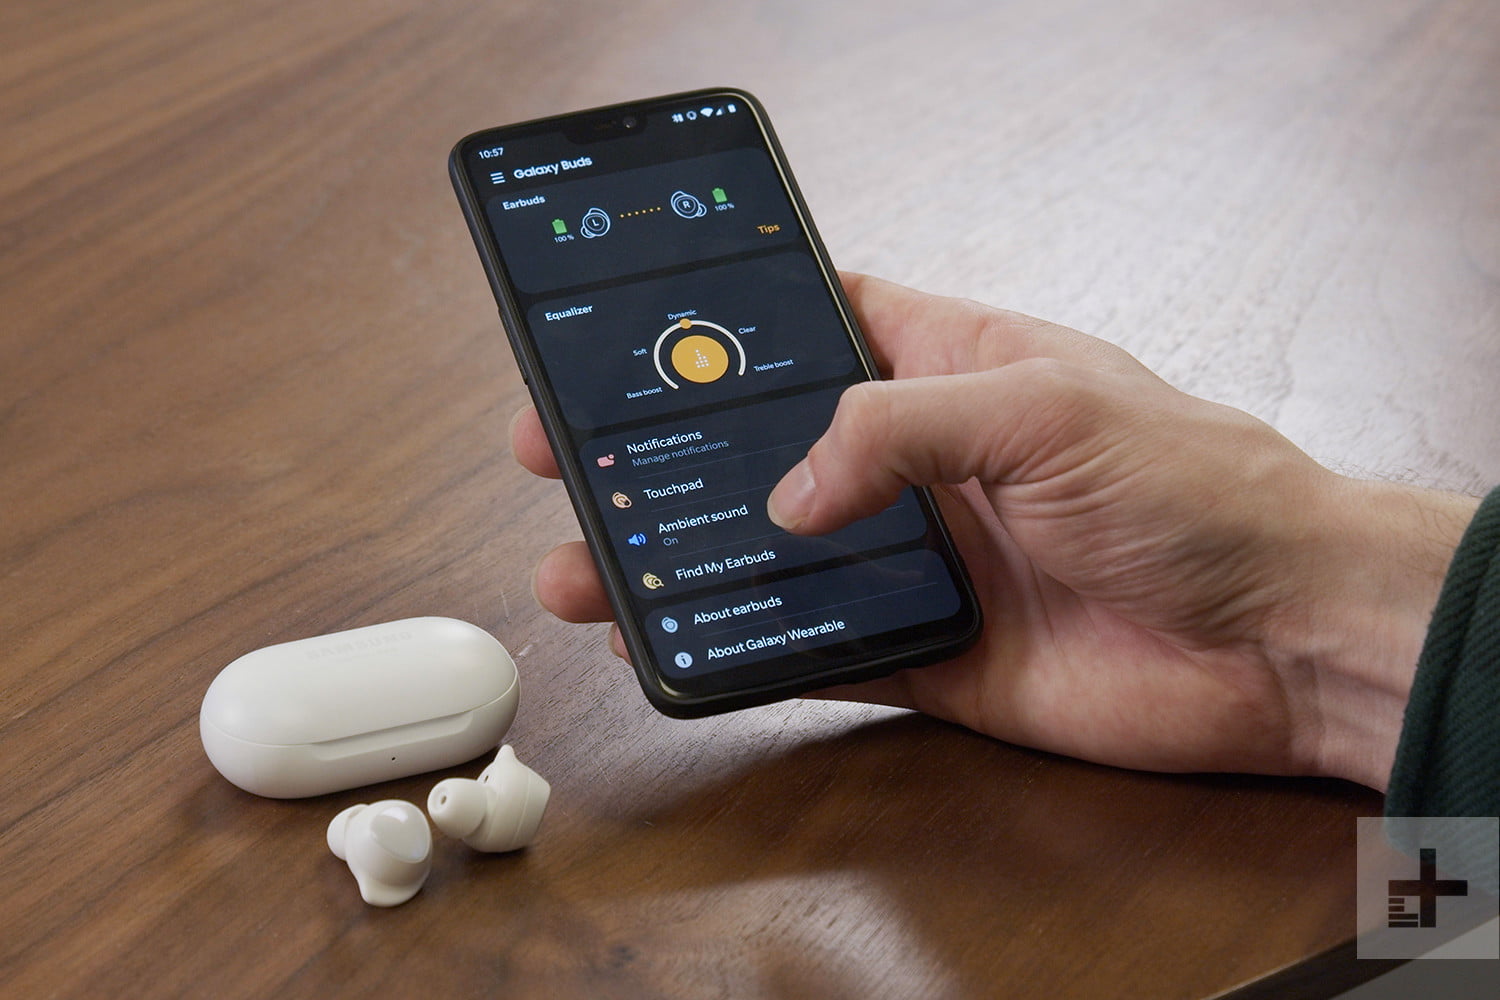 10:57
Galaxy Buds
Earbuds
L
R
100 %
100 %
Tips
Equalizer
Dynamic
Soft
Clear
Bass boost
Treble boost
Notifications
Manage notifications
Touchpad
Ambient sound
On
Find My Earbuds
About earbuds
About Galaxy Wearable
SAMSUNG